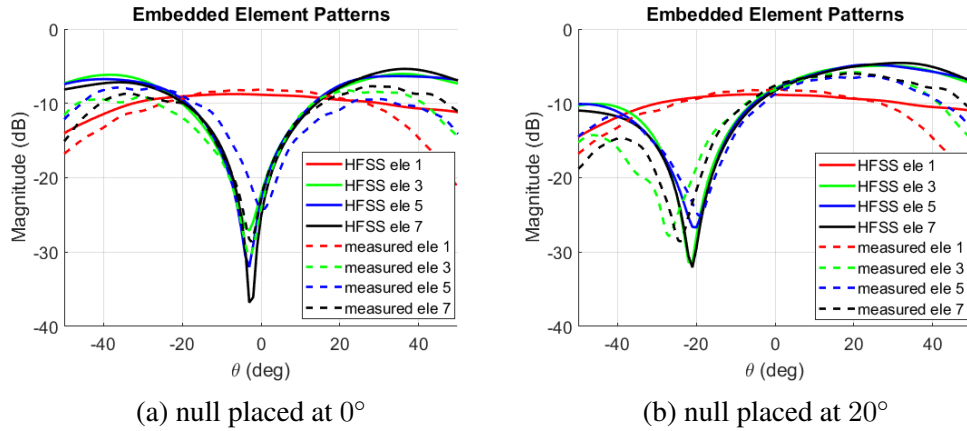 Embedded Element Patterns
0
-10
-20
-30
-40
Magnitude (dB)
-40
-20
0
20
40
θ (deg)
HFSS ele 1
HFSS ele 3
HFSS ele 5
HFSS ele 7
measured ele 1
measured ele 3
measured ele 5
measured ele 7
(a) null placed at 0°
Embedded Element Patterns
0
-10
-20
-30
-40
Magnitude (dB)
-40
-20
0
20
40
θ (deg)
HFSS ele 1
HFSS ele 3
HFSS ele 5
HFSS ele 7
measured ele 1
measured ele 3
measured ele 5
measured ele 7
(b) null placed at 20°